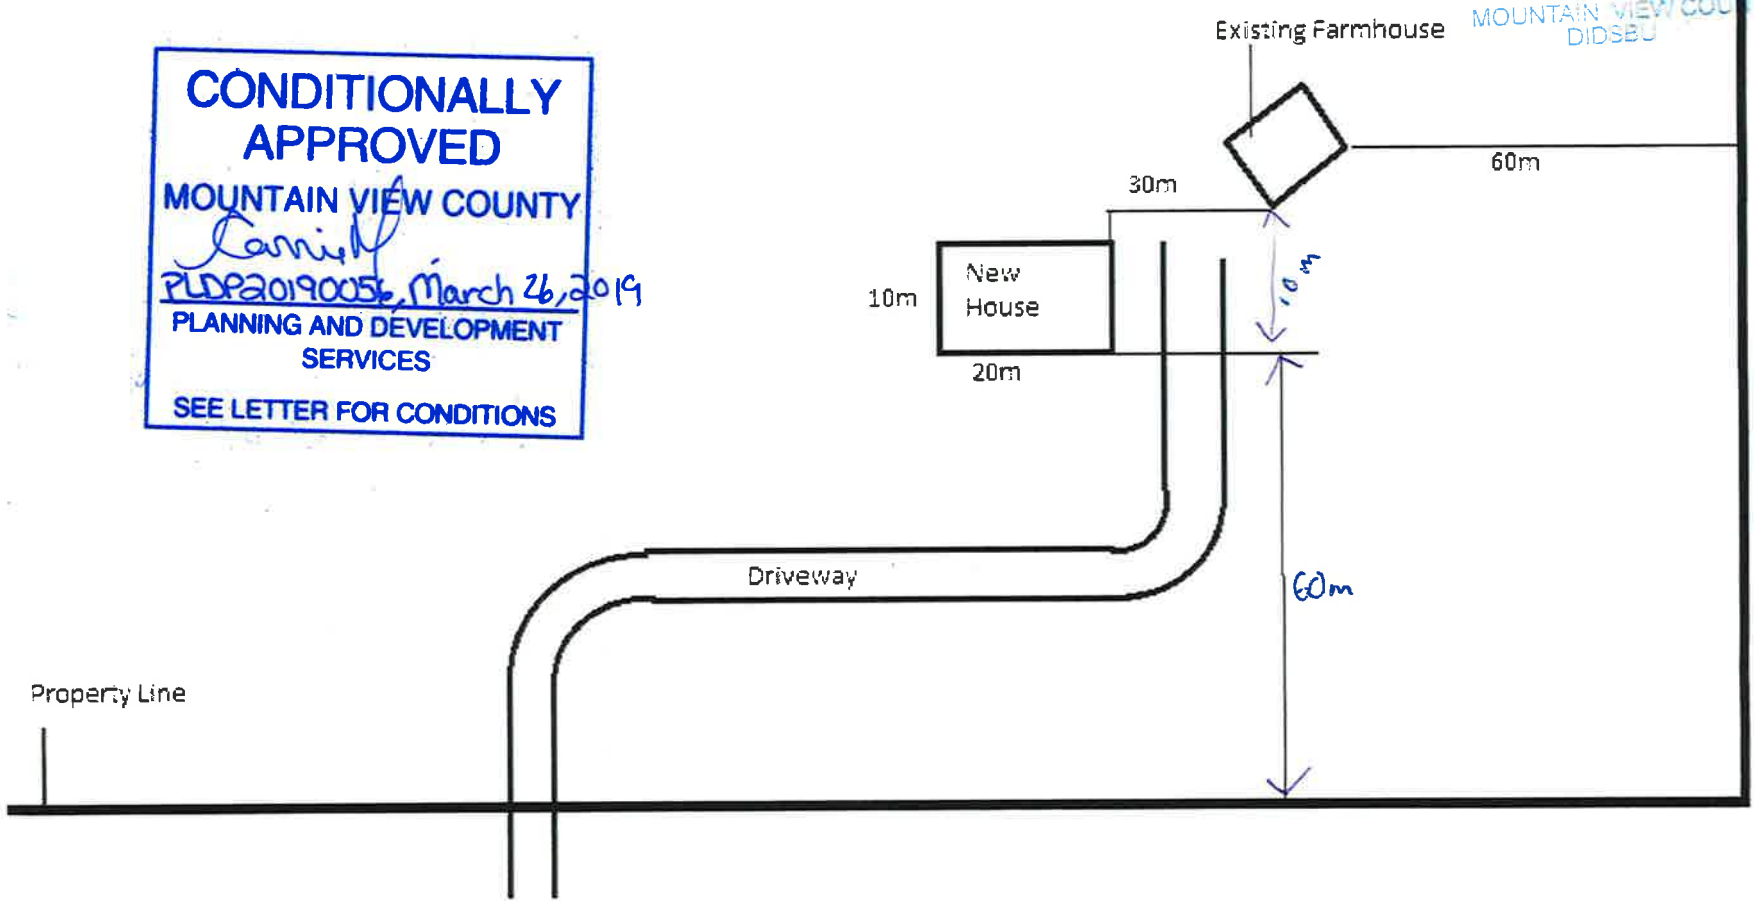 Existing Farmhouse
MOUNTAIN VIEW COU
DIDSBU
CONDITIONALLY
APPROVED
MOUNTAIN VIEW COUNTY
PLDP20190056, March 26, 2019
PLANNING AND DEVELOPMENT
SERVICES
SEE LETTER FOR CONDITIONS
60m
30m
New
House
10m
10m
20m
Driveway
60m
Property Line